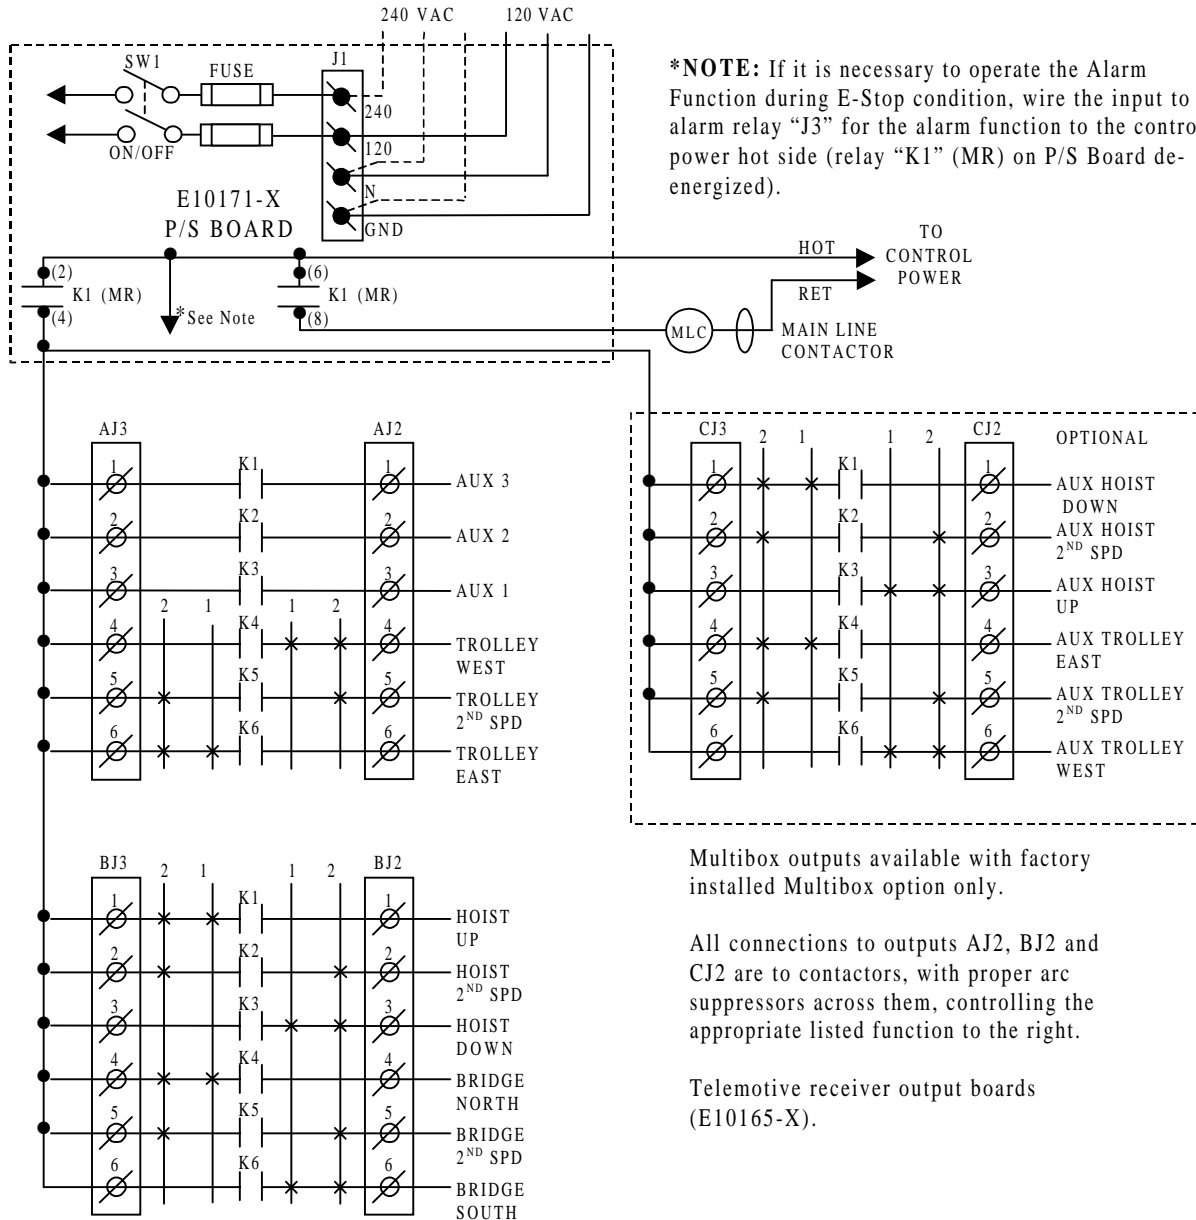 240 VAC 120 VAC
SW1 FUSE J1
240
120
N
GND
ON/OFF
E10171-X
P/S BOARD
*NOTE: If it is necessary to operate the Alarm
Function during E-Stop condition, wire the input to
alarm relay “J3” for the alarm function to the contro
power hot side (relay “K1” (MR) on P/S Board de-
energized).
HOT
RET
TO
CONTROL
POWER
(2)
K1 (MR)
(4)
*See Note
(6)
K1 (MR)
(8)
MLC
MAIN LINE
CONTACTOR
AJ3 AJ2
1 K1 1 AUX 3
2 K2 2 AUX 2
3 K3 3 AUX 1
2 1 1 2
4 K4 4 TROLLEY
WEST
5 K5 5 TROLLEY
2ND SPD
6 K6 6 TROLLEY
EAST
CJ3 2 1 1 2 CJ2 OPTIONAL
1 K1 1 AUX HOIST
DOWN
2 K2 2 AUX HOIST
2ND SPD
3 K3 3 AUX HOIST
UP
4 K4 4 AUX TROLLEY
EAST
5 K5 5 AUX TROLLEY
2ND SPD
6 K6 6 AUX TROLLEY
WEST
BJ3 2 1 1 2 BJ2
1 K1 1 HOIST
UP
2 K2 2 HOIST
2ND SPD
3 K3 3 HOIST
DOWN
4 K4 4 BRIDGE
NORTH
5 K5 5 BRIDGE
2ND SPD
6 K6 6 BRIDGE
SOUTH
Multibox outputs available with factory
installed Multibox option only.
All connections to outputs AJ2, BJ2 and
CJ2 are to contactors, with proper arc
suppressors across them, controlling the
appropriate listed function to the right.
Telemotive receiver output boards
(E10165-X).